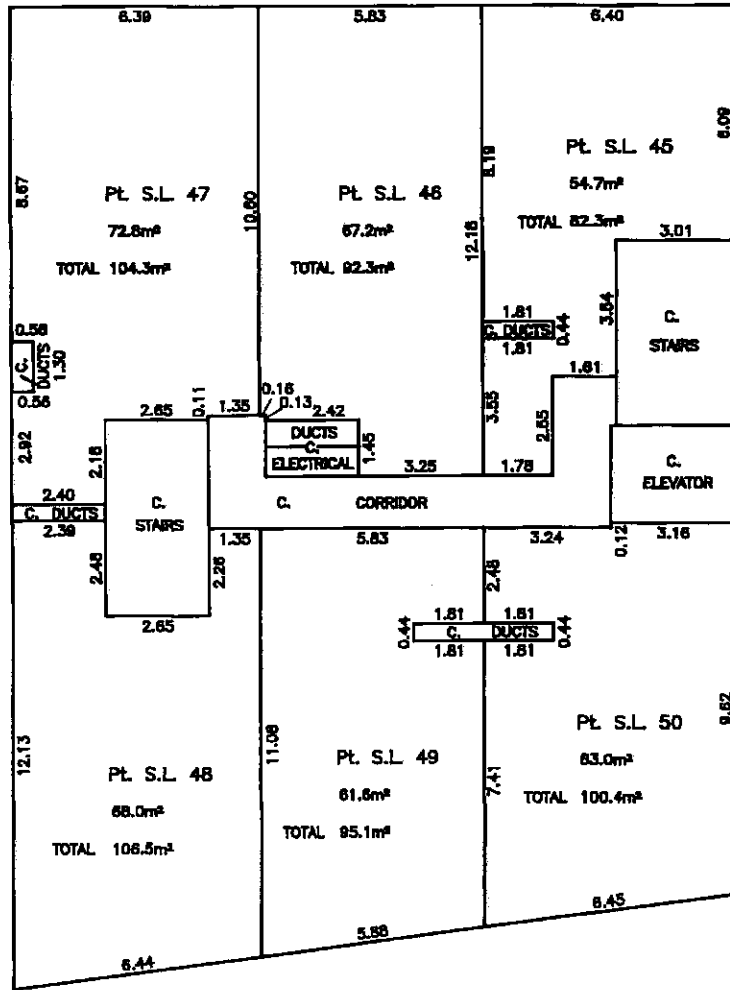 6.39
5.83
6.40
8.67
10.60
8.19
12.18
6.09
Pt. S.L. 47
72.8m²
TOTAL 104.3m²
Pt. S.L. 46
67.2m²
TOTAL 92.3m²
Pt. S.L. 45
54.7m²
TOTAL 82.3m²
3.01
3.54
C.
STAIRS
1.81
C. DUCTS
0.44
1.81
0.56
C.
DUCTS
1.30
0.56
1.61
2.55
3.55
0.11
1.35
0.16
0.13
2.42
2.65
2.92
2.18
DUCTS
C.
ELECTRICAL
1.45
3.25
1.78
C.
ELEVATOR
2.40
C. DUCTS
2.39
C.
STAIRS
C. CORRIDOR
1.35
5.83
3.24
0.12
3.16
2.48
2.26
2.65
2.48
0.44
1.81
1.81
C. DUCTS
0.44
1.81
1.81
12.13
11.08
7.41
9.62
Pt. S.L. 48
68.0m²
TOTAL 106.5m²
Pt. S.L. 49
61.6m²
TOTAL 95.1m²
Pt. S.L. 50
63.0m²
TOTAL 100.4m²
6.44
5.88
6.45